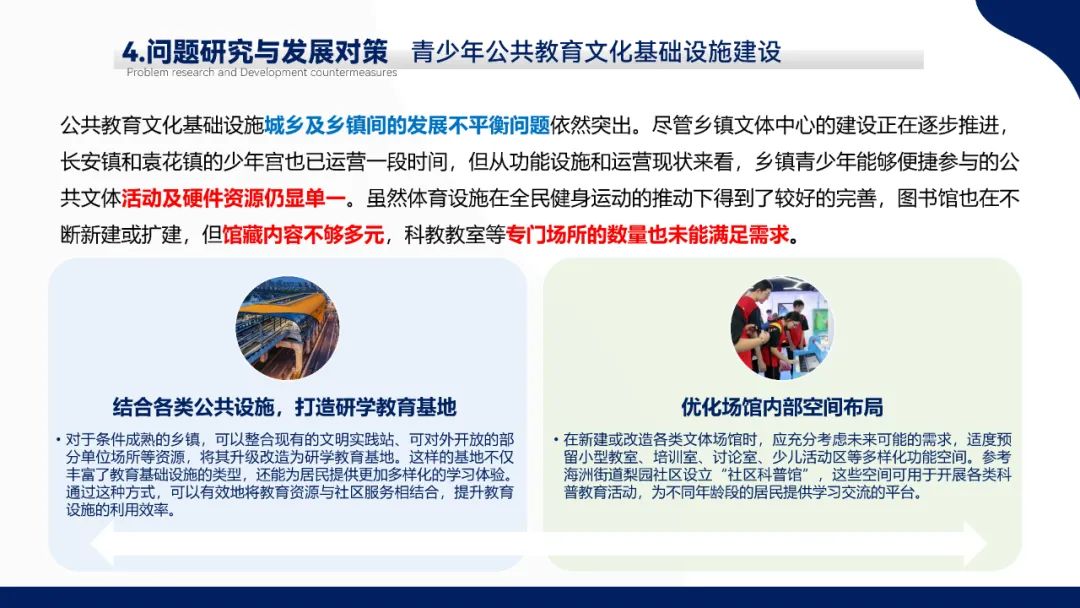 4.问题研究与发展对策 青少年公共教育文化基础设施建设
Problem research and Development countermeasures
公共教育文化基础设施城乡及乡镇间的发展不平衡问题依然突出。尽管乡镇文体中心的建设正在逐步推进，
长安镇和袁花镇的少年宫也已运营一段时间，但从功能设施和运营现状来看，乡镇青少年能够便捷参与的公
共文体活动及硬件资源仍显单一。虽然体育设施在全民健身运动的推动下得到了较好的完善，图书馆也在不
断新建或扩建，但馆藏内容不够多元，科教教室等专门场所的数量也未能满足需求。
结合各类公共设施，打造研学教育基地
• 对于条件成熟的乡镇，可以整合现有的文明实践站、可对外开放的部
分单位场所等资源，将其升级改造为研学教育基地。这样的基地不仅
丰富了教育基础设施的类型，还能为居民提供更加多样化的学习体验。
通过这种方式，可以有效地将教育资源与社区服务相结合，提升教育
设施的利用效率。
优化场馆内部空间布局
• 在新建或改造各类文体场馆时，应充分考虑未来可能的需求，适度预
留小型教室、培训室、讨论室、少儿活动区等多样化功能空间。参考
海洲街道梨园社区设立“社区科普馆”，这些空间可用于开展各类科
普教育活动，为不同年龄段的居民提供学习交流的平台。